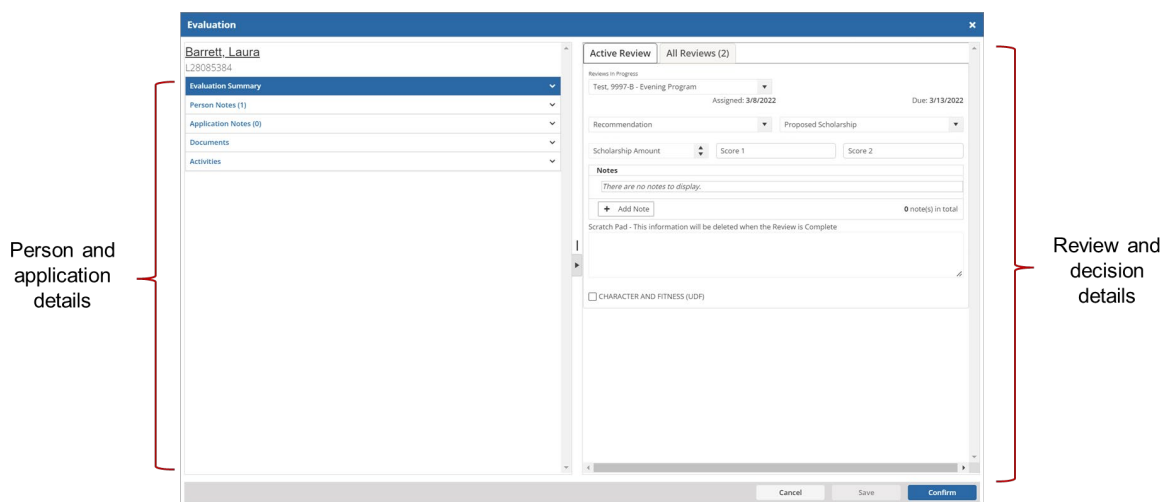 Evaluation
×
Barrett, Laura
L28085384
Evaluation Summary
Person Notes (1)
Application Notes (0)
Documents
Activities
Person and
application
details
Active Review
All Reviews (2)
Reviews In Progress
Test, 9997-B - Evening Program
Assigned: 3/8/2022 Due: 3/13/2022
Recommendation Proposed Scholarship
Scholarship Amount Score 1 Score 2
Notes
There are no notes to display.
+ Add Note 0 note(s) in total
Scratch Pad - This information will be deleted when the Review is Complete
CHARACTER AND FITNESS (UDF)
Review and
decision
details
Cancel Save Confirm